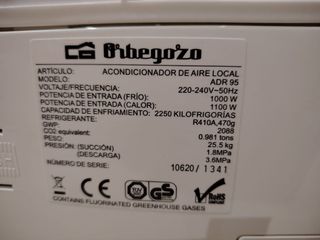 Orbegozo
ARTÍCULO: ACONDICIONADOR DE AIRE LOCAL
MODELO: ADR 95
VOLTAJE/FRECUENCIA: 220-240V~50Hz
POTENCIA DE ENTRADA (FRÍO): 1000 W
POTENCIA DE ENTRADA (CALOR): 1100 W
CAPACIDAD DE ENFRIAMIENTO: 2250 KILOFRIGORÍAS
REFRIGERANTE: R410A,470g
GWP: 2088
CO2 equivalent: 0.981 tons
PESO: 25.5 kg
PRESIÓN: (SUCCIÓN) 1.8MPa
(DESCARGA) 3.6MPa
NÚMERO DE SERIE: 10620/1341
CE GS RoHS
CONTAINS FLUORINATED GREENHOUSE GASES